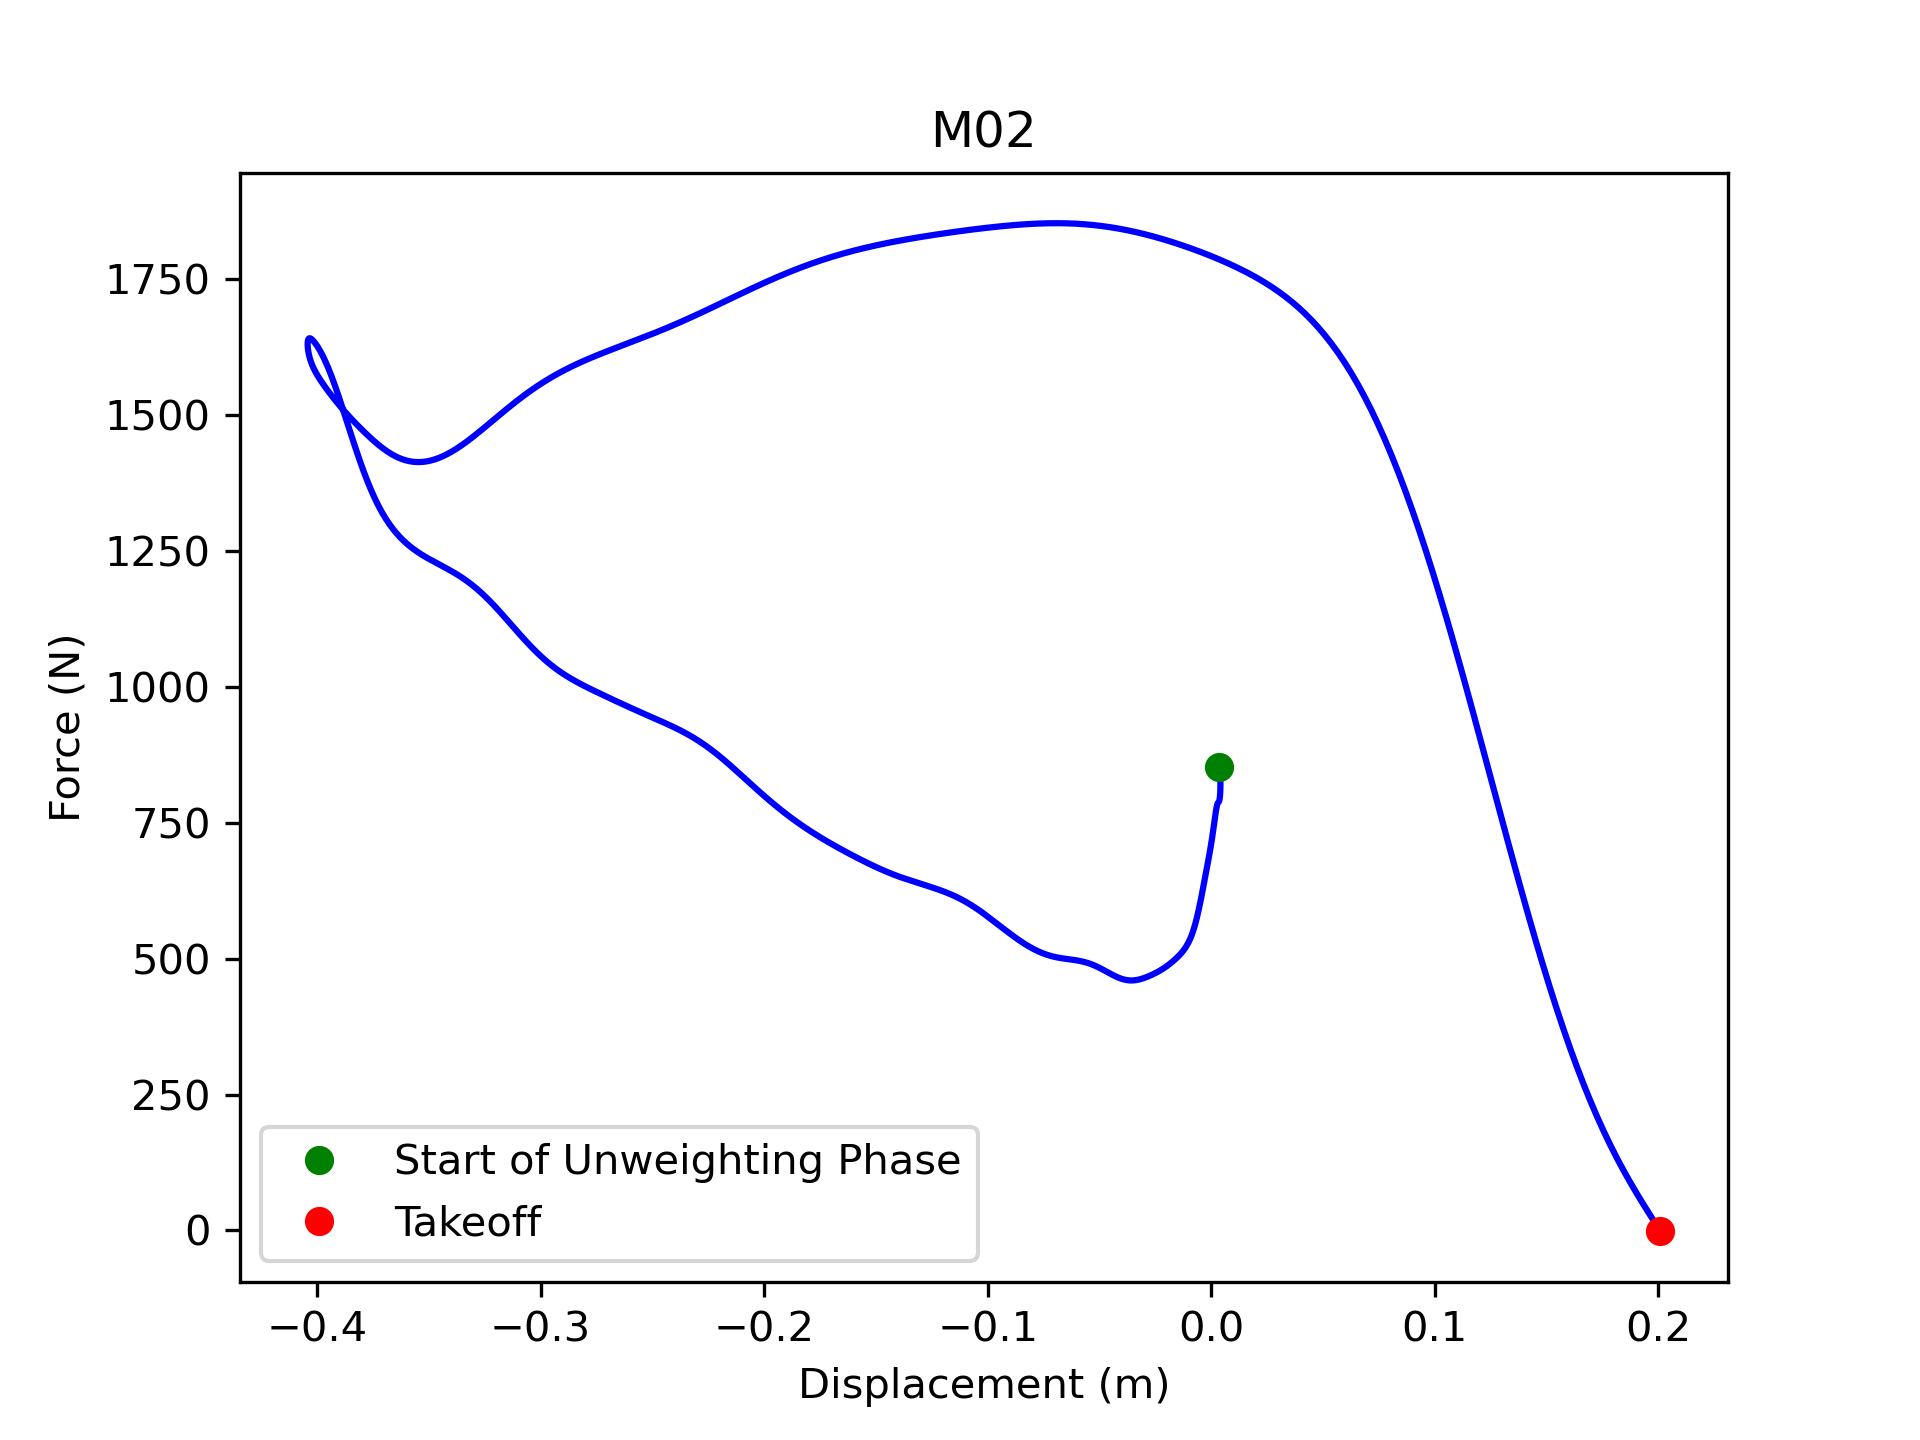 M02
Force (N)
1750
1500
1250
1000
750
500
250
0
Start of Unweighting Phase
Takeoff
−0.4 −0.3 −0.2 −0.1 0.0 0.1 0.2
Displacement (m)